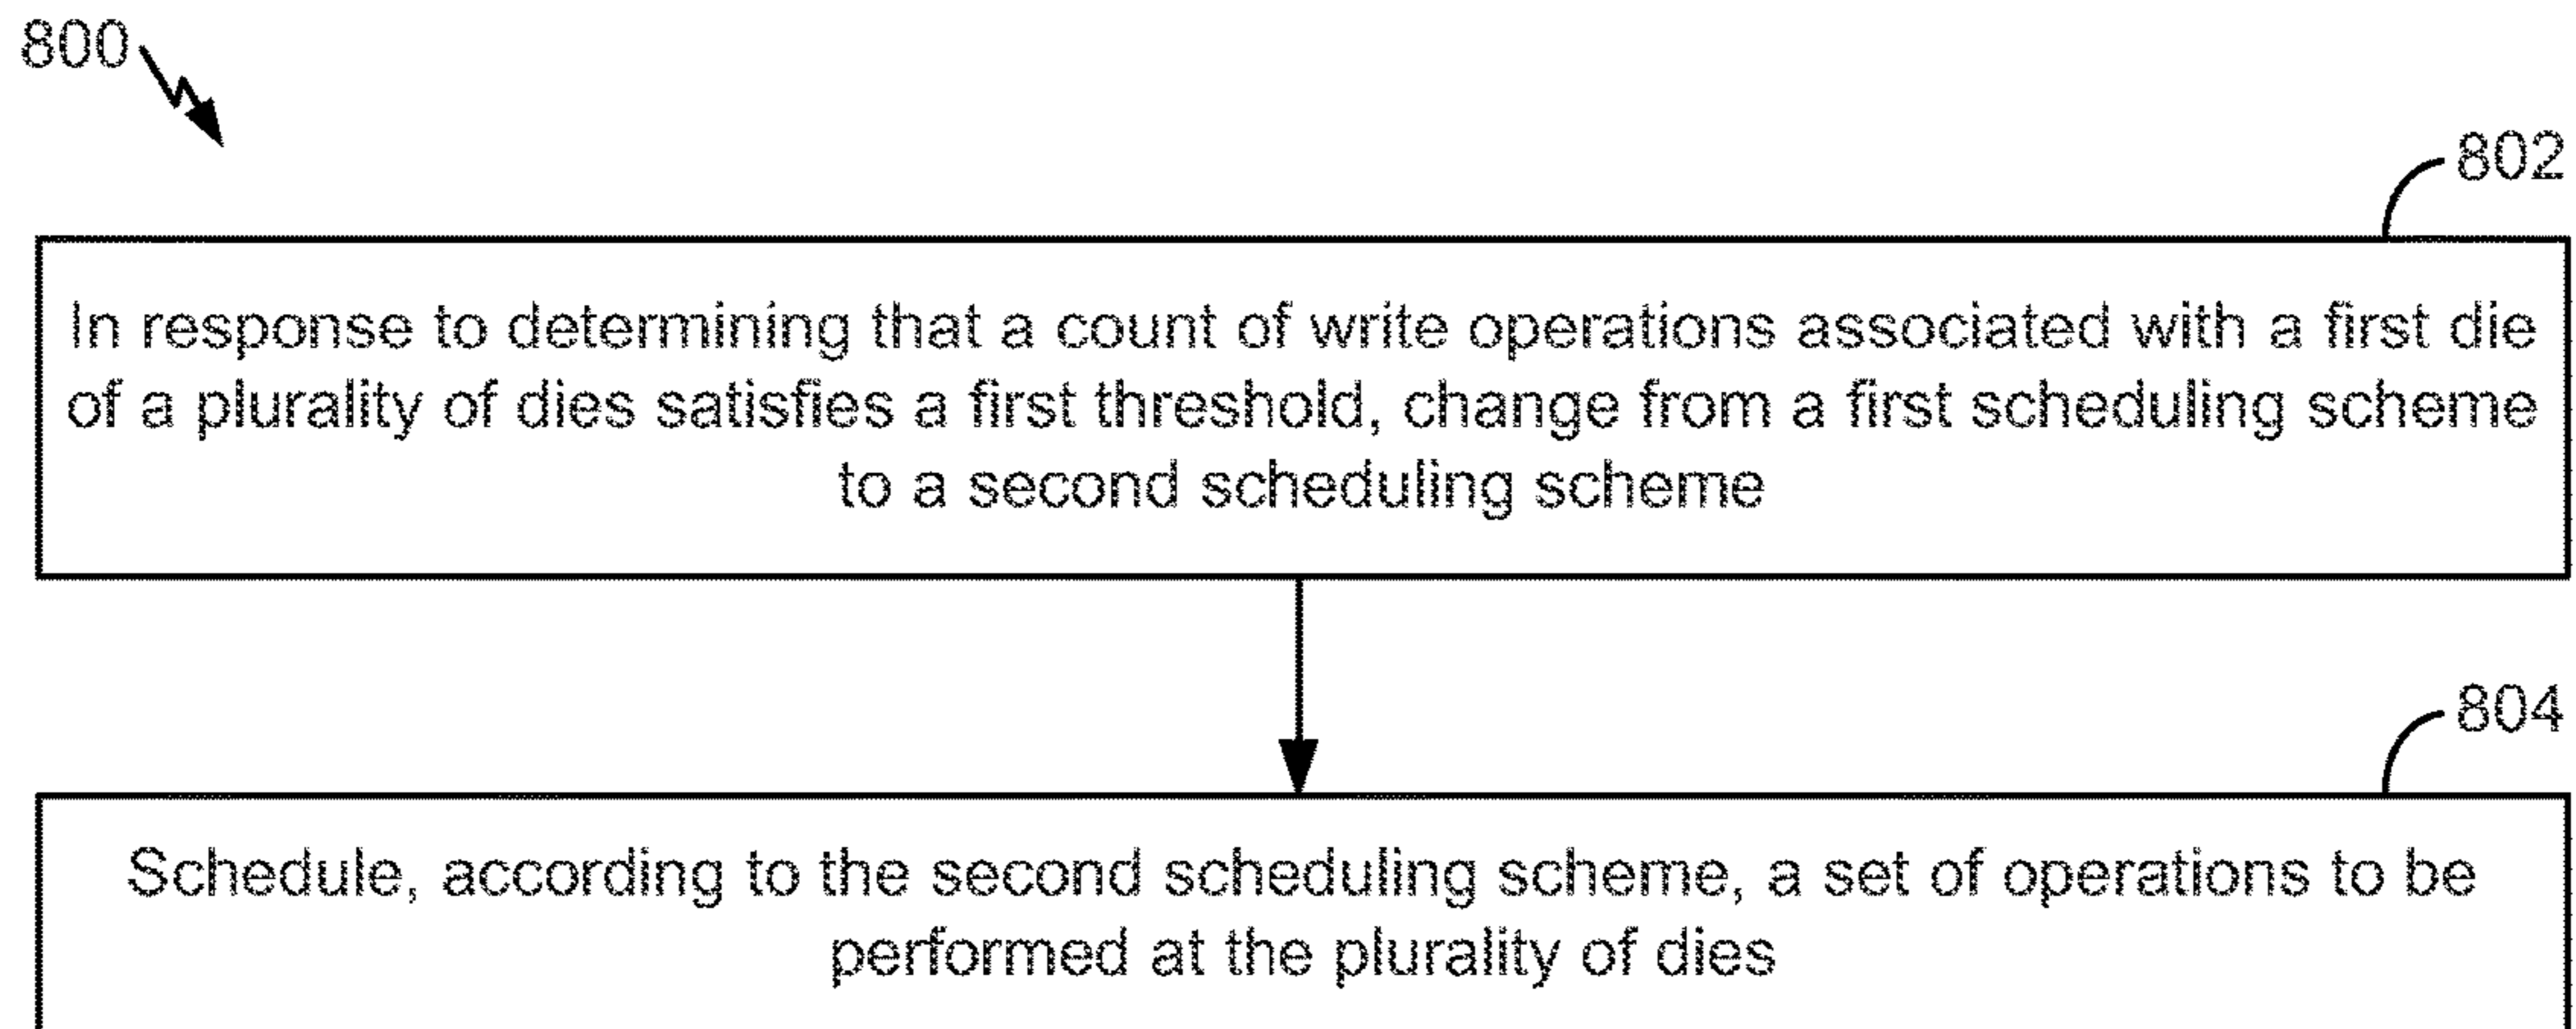 800
802
In response to determining that a count of write operations associated with a first die
of a plurality of dies satisfies a first threshold, change from a first scheduling scheme
to a second scheduling scheme
804
Schedule, according to the second scheduling scheme, a set of operations to be
performed at the plurality of dies